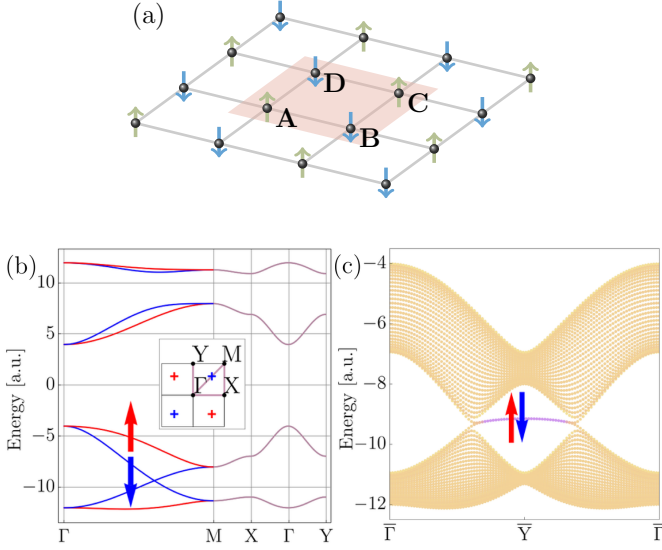 (a)
D
C
A
B
(b)
Energy [a.u.]
10
5
0
−5
−10
Γ
M
X
Γ
Y
Y
M
Γ
X
(c)
Energy [a.u.]
−4
−6
−8
−10
−12
Γ̅
Y̅
Γ̅